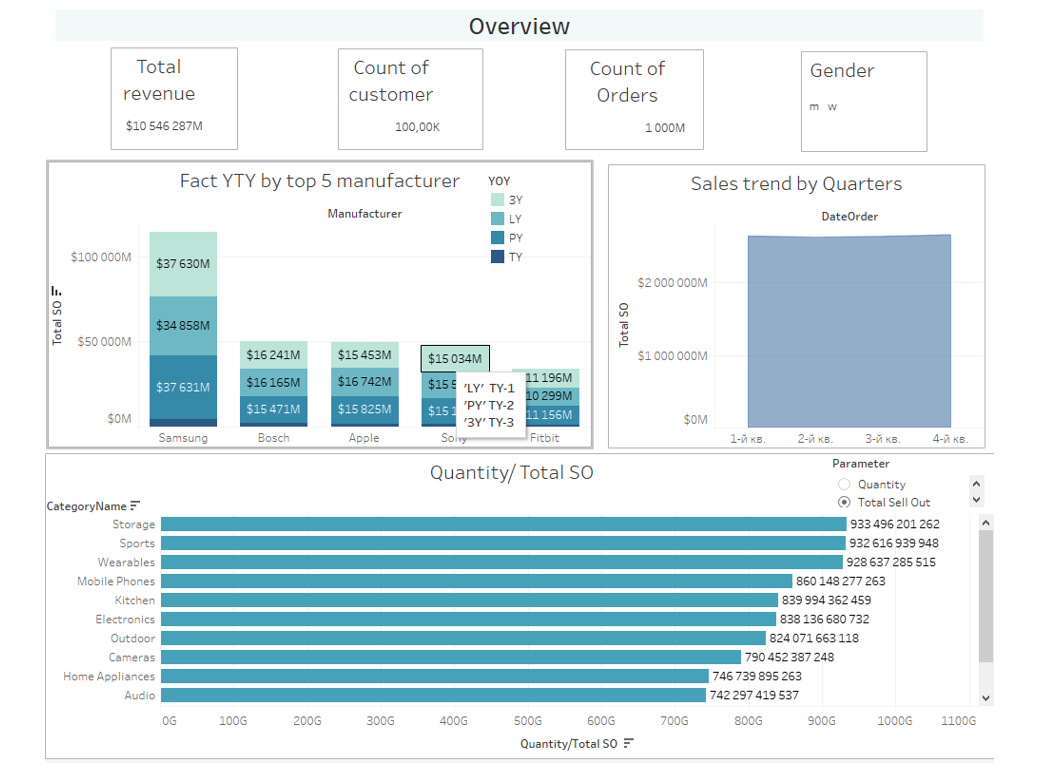 Overview
Total
revenue
$10 546 287M
Count of
customer
100,00K
Count of
Orders
1 000M
Gender
m w
Fact YTY by top 5 manufacturer
YOY
3Y
LY
PY
TY
Manufacturer
Total SO
$100 000M
$50 000M
$0M
$37 630M
$34 858M
$37 631M
$16 241M
$16 165M
$15 471M
$15 453M
$16 742M
$15 825M
$15 034M
11 196M
10 299M
11 156M
'LY' TY-1
'PY' TY-2
'3Y' TY-3
Samsung
Bosch
Apple
Sony
Fitbit
Sales trend by Quarters
DateOrder
Total SO
$2 000 000M
$1 000 000M
$0M
1-й кв.
2-й кв.
3-й кв.
4-й кв.
Quantity/ Total SO
Parameter
Quantity
Total Sell Out
CategoryName
Storage 933 496 201 262
Sports 932 616 939 948
Wearables 928 637 285 515
Mobile Phones 860 148 277 263
Kitchen 839 994 362 459
Electronics 838 136 680 732
Outdoor 824 071 663 118
Cameras 790 452 387 248
Home Appliances 746 739 895 263
Audio 742 297 419 537
0G 100G 200G 300G 400G 500G 600G 700G 800G 900G 1000G 1100G
Quantity/Total SO